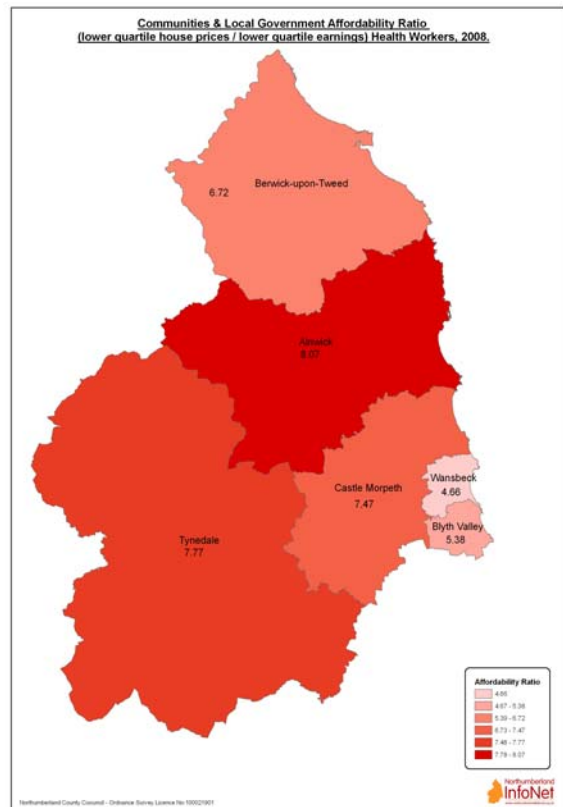 Communities & Local Government Affordability Ratio
(lower quartile house prices / lower quartile earnings) Health Workers, 2008.
Berwick-upon-Tweed
6.72
Alnwick
8.07
Wansbeck
4.66
Castle Morpeth
7.47
Blyth Valley
5.38
Tynedale
7.77
Affordability Ratio
4.66
4.67 - 5.38
5.39 - 6.72
6.73 - 7.47
7.48 - 7.77
7.78 - 8.07
Northumberland
InfoNet
Northumberland County Council - Ordnance Survey Licence No 100021901